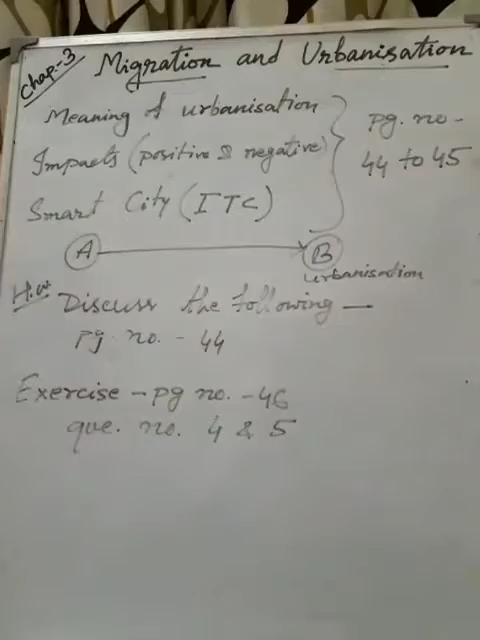 Chap.-3 Migration and Urbanisation
Meaning of urbanisation
Impacts (positive & negative)
Smart City (ITC)
pg. no -
44 to 45
A B
urbanisation
H.w Discuss the following —
pg. no. - 44
Exercise - pg no. - 46
que. no. 4 & 5